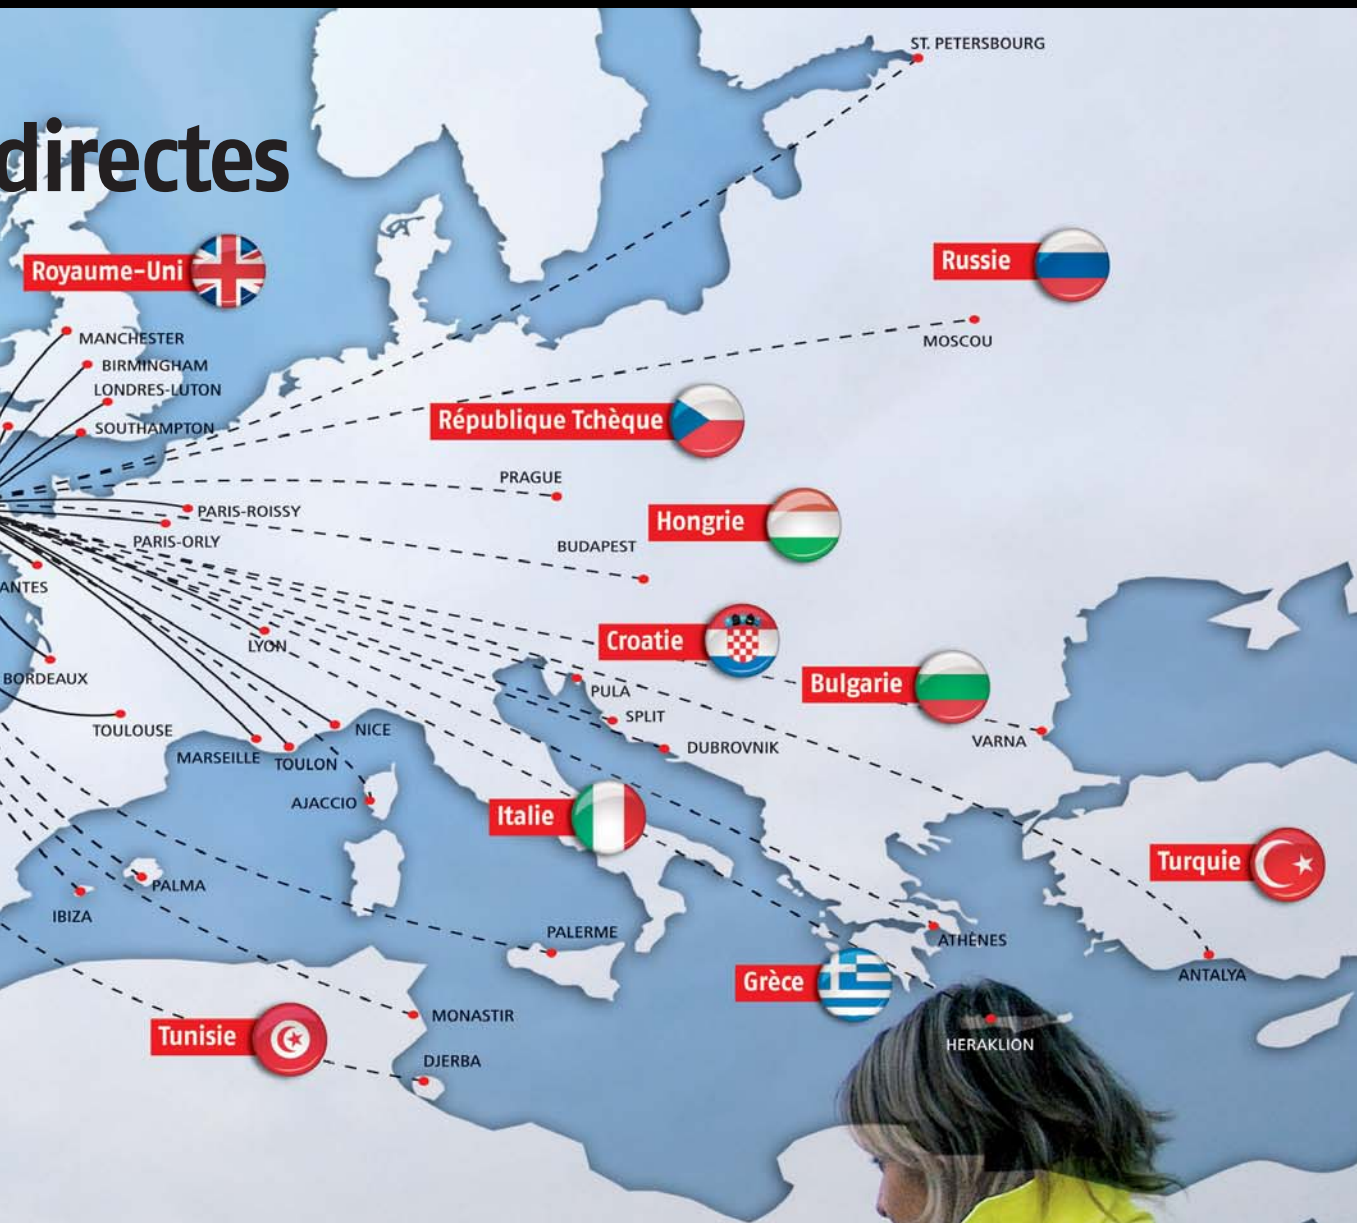 ST. PETERSBOURG
directes
Royaume-Uni
Russie
MANCHESTER
MOSCOU
BIRMINGHAM
LONDRES-LUTON
République Tchèque
SOUTHAMPTON
PRAGUE
PARIS-ROISSY
Hongrie
PARIS-ORLY
BUDAPEST
ANTES
Croatie
LYON
BORDEAUX
Bulgarie
PULA
SPLIT
TOULOUSE
NICE
VARNA
DUBROVNIK
MARSEILLE
TOULON
AJACCIO
Italie
Turquie
PALMA
IBIZA
PALERME
ATHÈNES
ANTALYA
Grèce
MONASTIR
Tunisie
HERAKLION
DJERBA